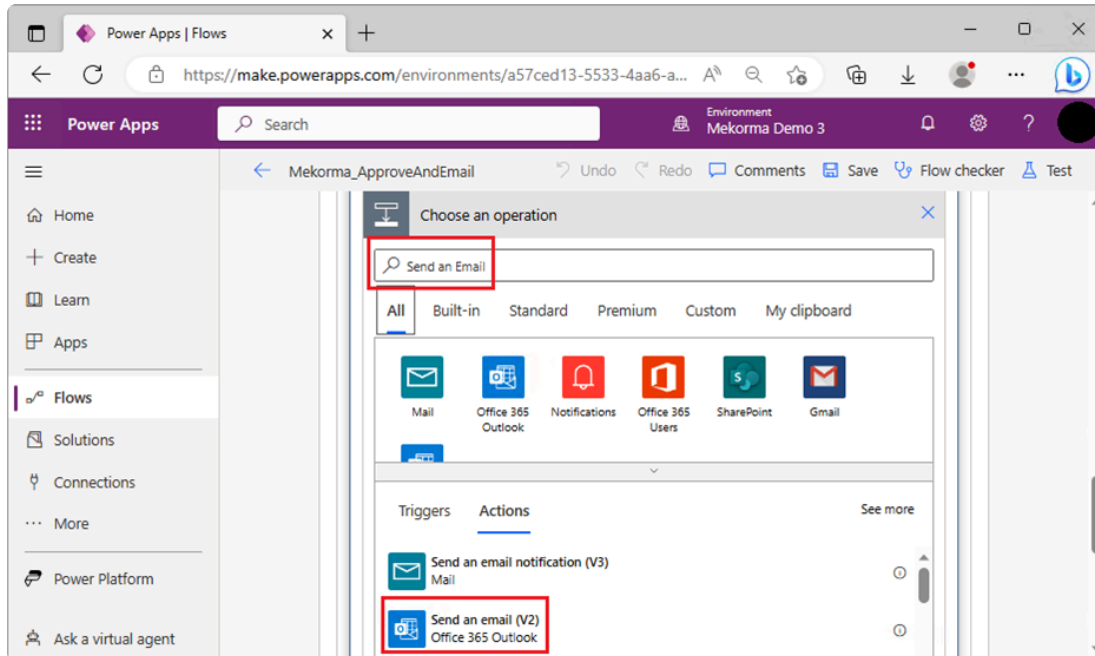 Power Apps | Flows
https://make.powerapps.com/environments/a57ced13-5533-4aa6-a...
Power Apps
Search
Environment
Mekorma Demo 3
Mekorma_ApproveAndEmail
Undo
Redo
Comments
Save
Flow checker
Test
Home
Create
Learn
Apps
Flows
Solutions
Connections
More
Power Platform
Ask a virtual agent
Choose an operation
Send an Email
All
Built-in
Standard
Premium
Custom
My clipboard
Mail
Office 365
Outlook
Notifications
Office 365
Users
SharePoint
Gmail
Triggers
Actions
See more
Send an email notification (V3)
Mail
Send an email (V2)
Office 365 Outlook